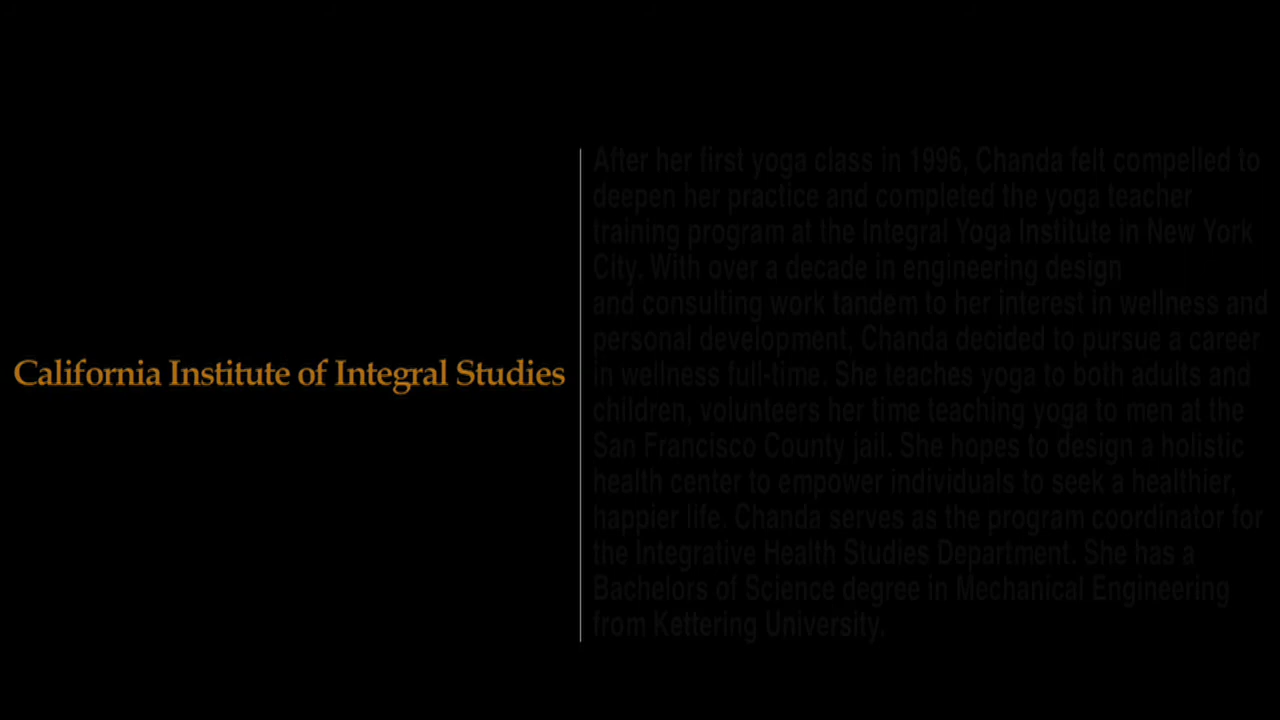 California Institute of Integral Studies
After her first yoga class in 1996, Chanda felt compelled to
deepen her practice and completed the yoga teacher
training program at the Integral Yoga Institute in New York
City. With over a decade in engineering design
and consulting work tandem to her interest in wellness and
personal development, Chanda decided to pursue a career
in wellness full-time. She teaches yoga to both adults and
children, volunteers her time teaching yoga to men at the
San Francisco County jail. She hopes to design a holistic
health center to empower individuals to seek a healthier,
happier life. Chanda serves as the program coordinator for
the Integrative Health Studies Department. She has a
Bachelors of Science degree in Mechanical Engineering
from Kettering University.